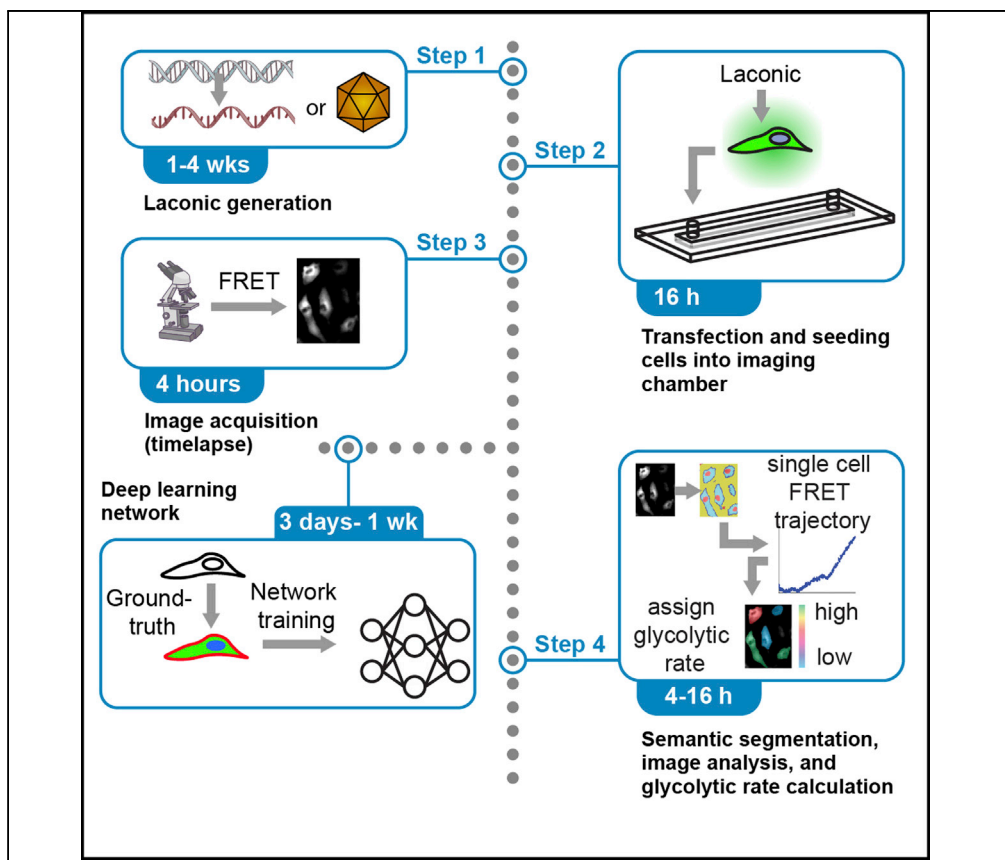 Step 1
or
1-4 wks
Laconic generation
Step 2
Laconic
16 h
Transfection and seeding
cells into imaging
chamber
Step 3
FRET
4 hours
Image acquisition
(timelapse)
Deep learning
network
3 days- 1 wk
Ground-
truth
Network
training
Step 4
single cell
FRET
trajectory
assign
glycolytic
rate
high
low
4-16 h
Semantic segmentation,
image analysis, and
glycolytic rate calculation